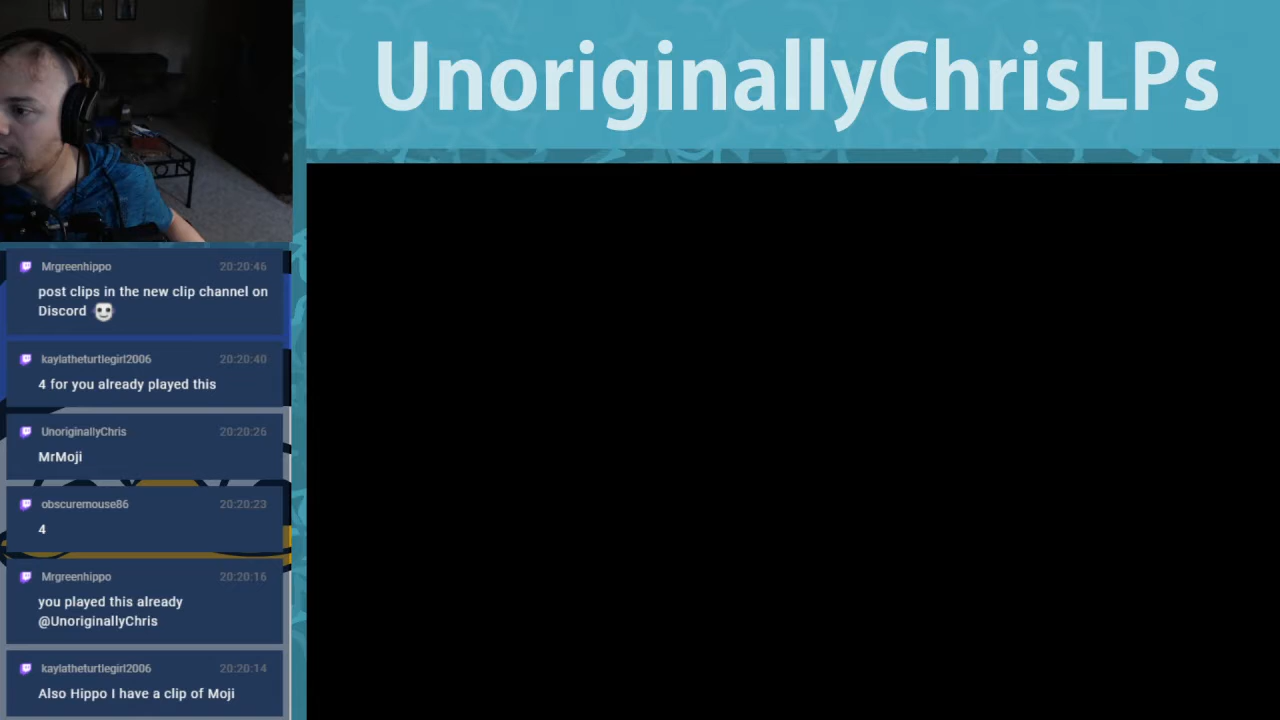 UnoriginallyChrisLPs
Mrgreenhippo 20:20:46
post clips in the new clip channel on
Discord
kaylatheturtlegirl2006 20:20:40
4 for you already played this
UnoriginallyChris 20:20:26
MrMoji
obscuremouse86 20:20:23
4
Mrgreenhippo 20:20:16
you played this already
@UnoriginallyChris
kaylatheturtlegirl2006 20:20:14
Also Hippo I have a clip of Moji